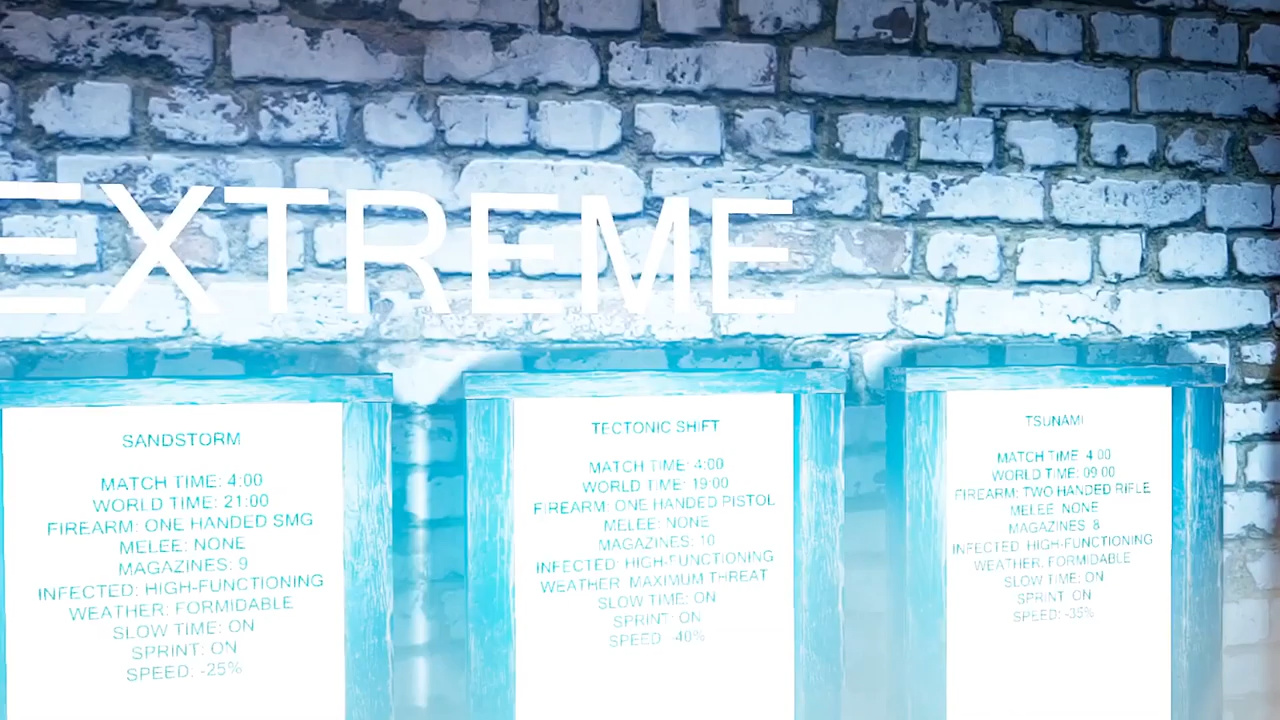 EXTREME
SANDSTORM
MATCH TIME: 4:00
WORLD TIME: 21:00
FIREARM: ONE HANDED SMG
MELEE: NONE
MAGAZINES: 9
INFECTED: HIGH-FUNCTIONING
WEATHER: FORMIDABLE
SLOW TIME: ON
SPRINT: ON
SPEED: -25%
TECTONIC SHIFT
MATCH TIME: 4:00
WORLD TIME: 19:00
FIREARM: ONE HANDED PISTOL
MELEE: NONE
MAGAZINES: 10
INFECTED: HIGH-FUNCTIONING
WEATHER: MAXIMUM THREAT
SLOW TIME: ON
SPRINT: ON
SPEED: -40%
TSUNAMI
MATCH TIME: 4:00
WORLD TIME: 09:00
FIREARM: TWO HANDED RIFLE
MELEE: NONE
MAGAZINES: 8
INFECTED: HIGH-FUNCTIONING
WEATHER: FORMIDABLE
SLOW TIME: ON
SPRINT: ON
SPEED: -35%